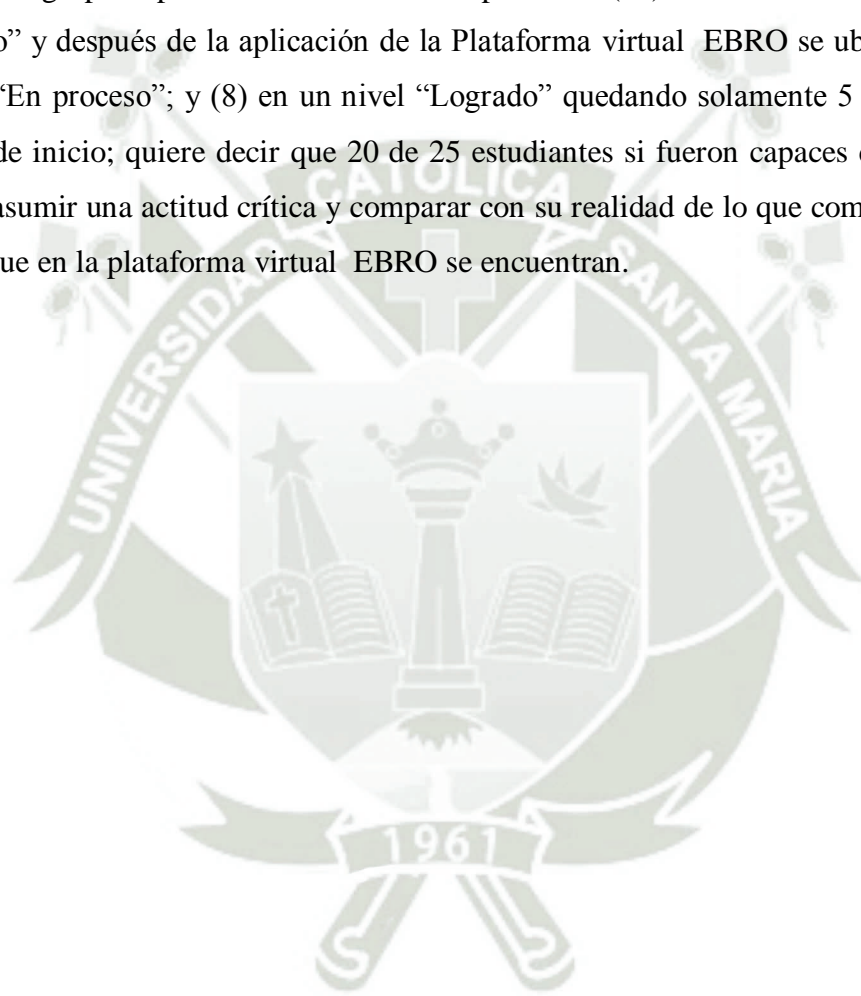 y después de la aplicación de la Plataforma virtual EBRO se
“En proceso”; y (8) en un nivel “Logrado” quedando solamente 5
de inicio; quiere decir que 20 de 25 estudiantes si fueron capaces
asumir una actitud crítica y comparar con su realidad de lo que
que en la plataforma virtual EBRO se encuentran.
UNIVERSIDAD CATOLICA SANTA MARIA
1961